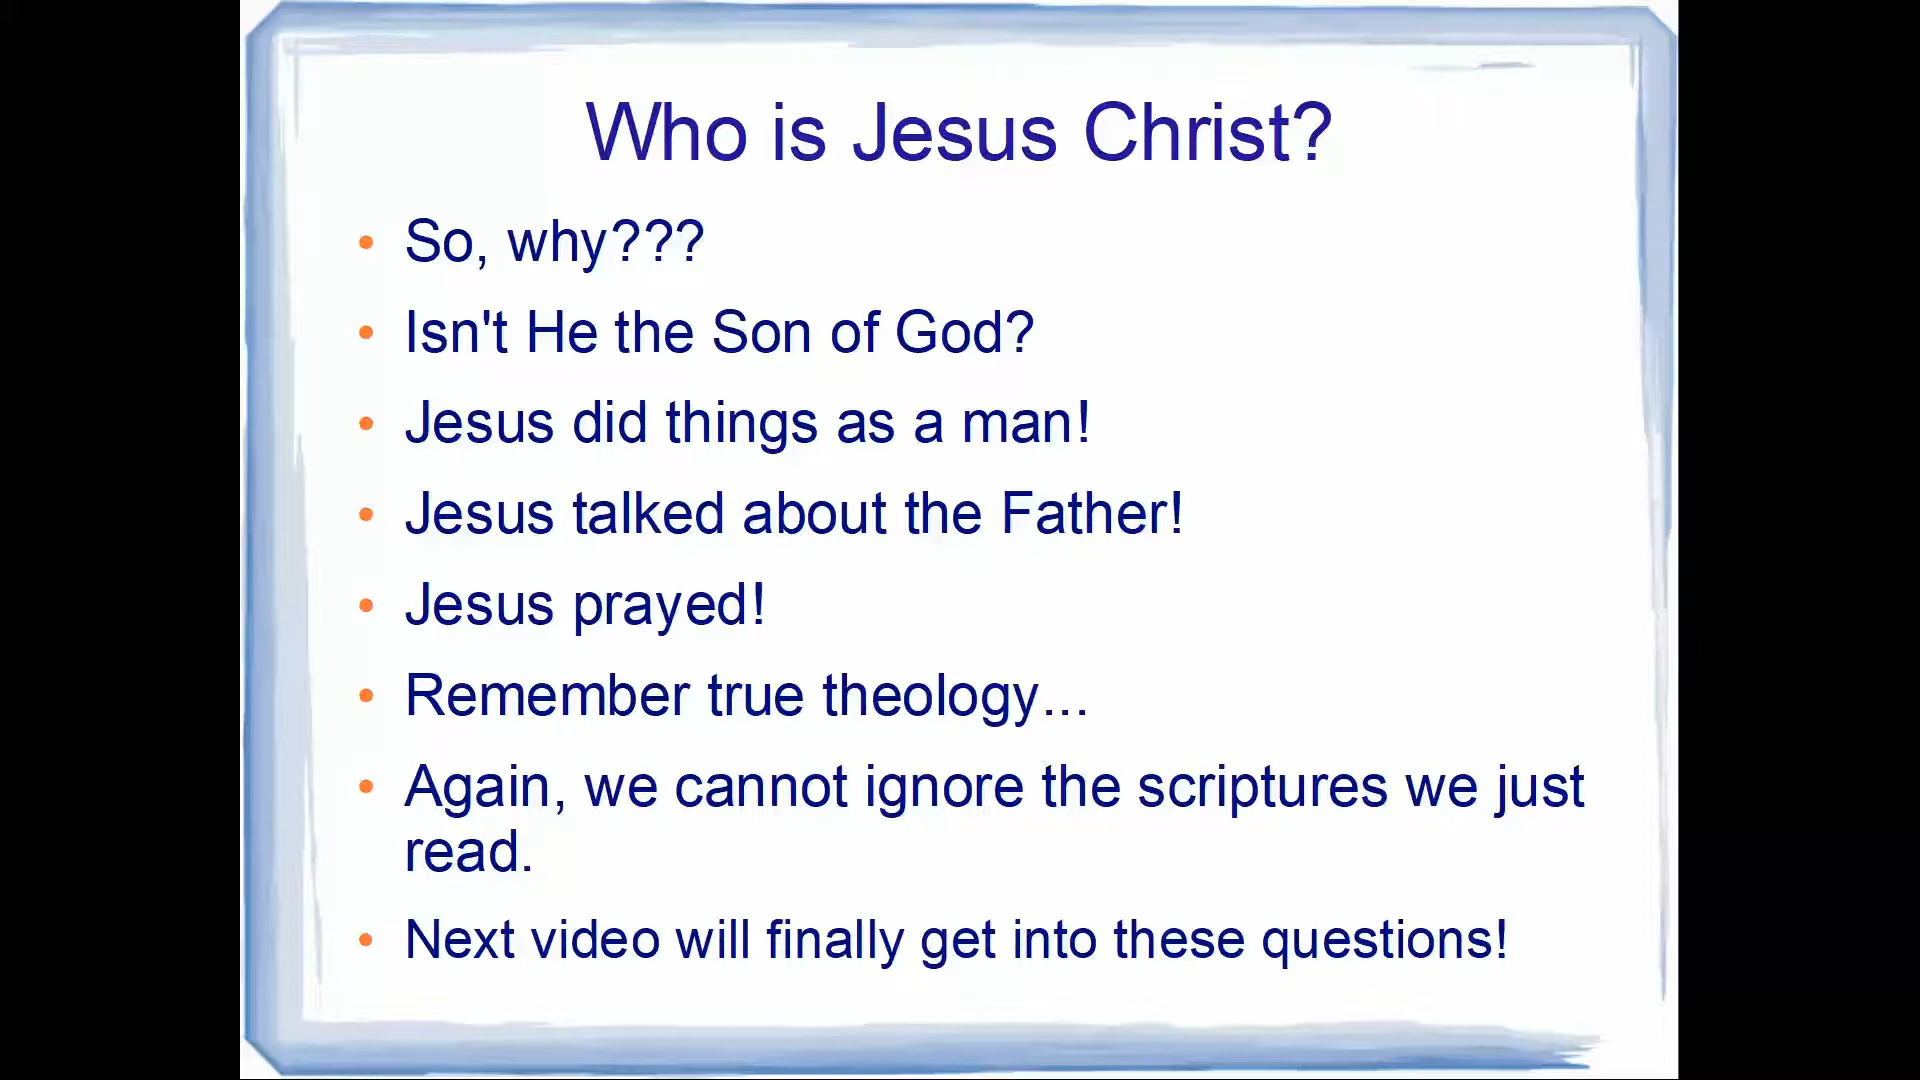 Who is Jesus Christ?
• So, why???
• Isn't He the Son of God?
• Jesus did things as a man!
• Jesus talked about the Father!
• Jesus prayed!
• Remember true theology...
• Again, we cannot ignore the scriptures we just
read.
• Next video will finally get into these questions!